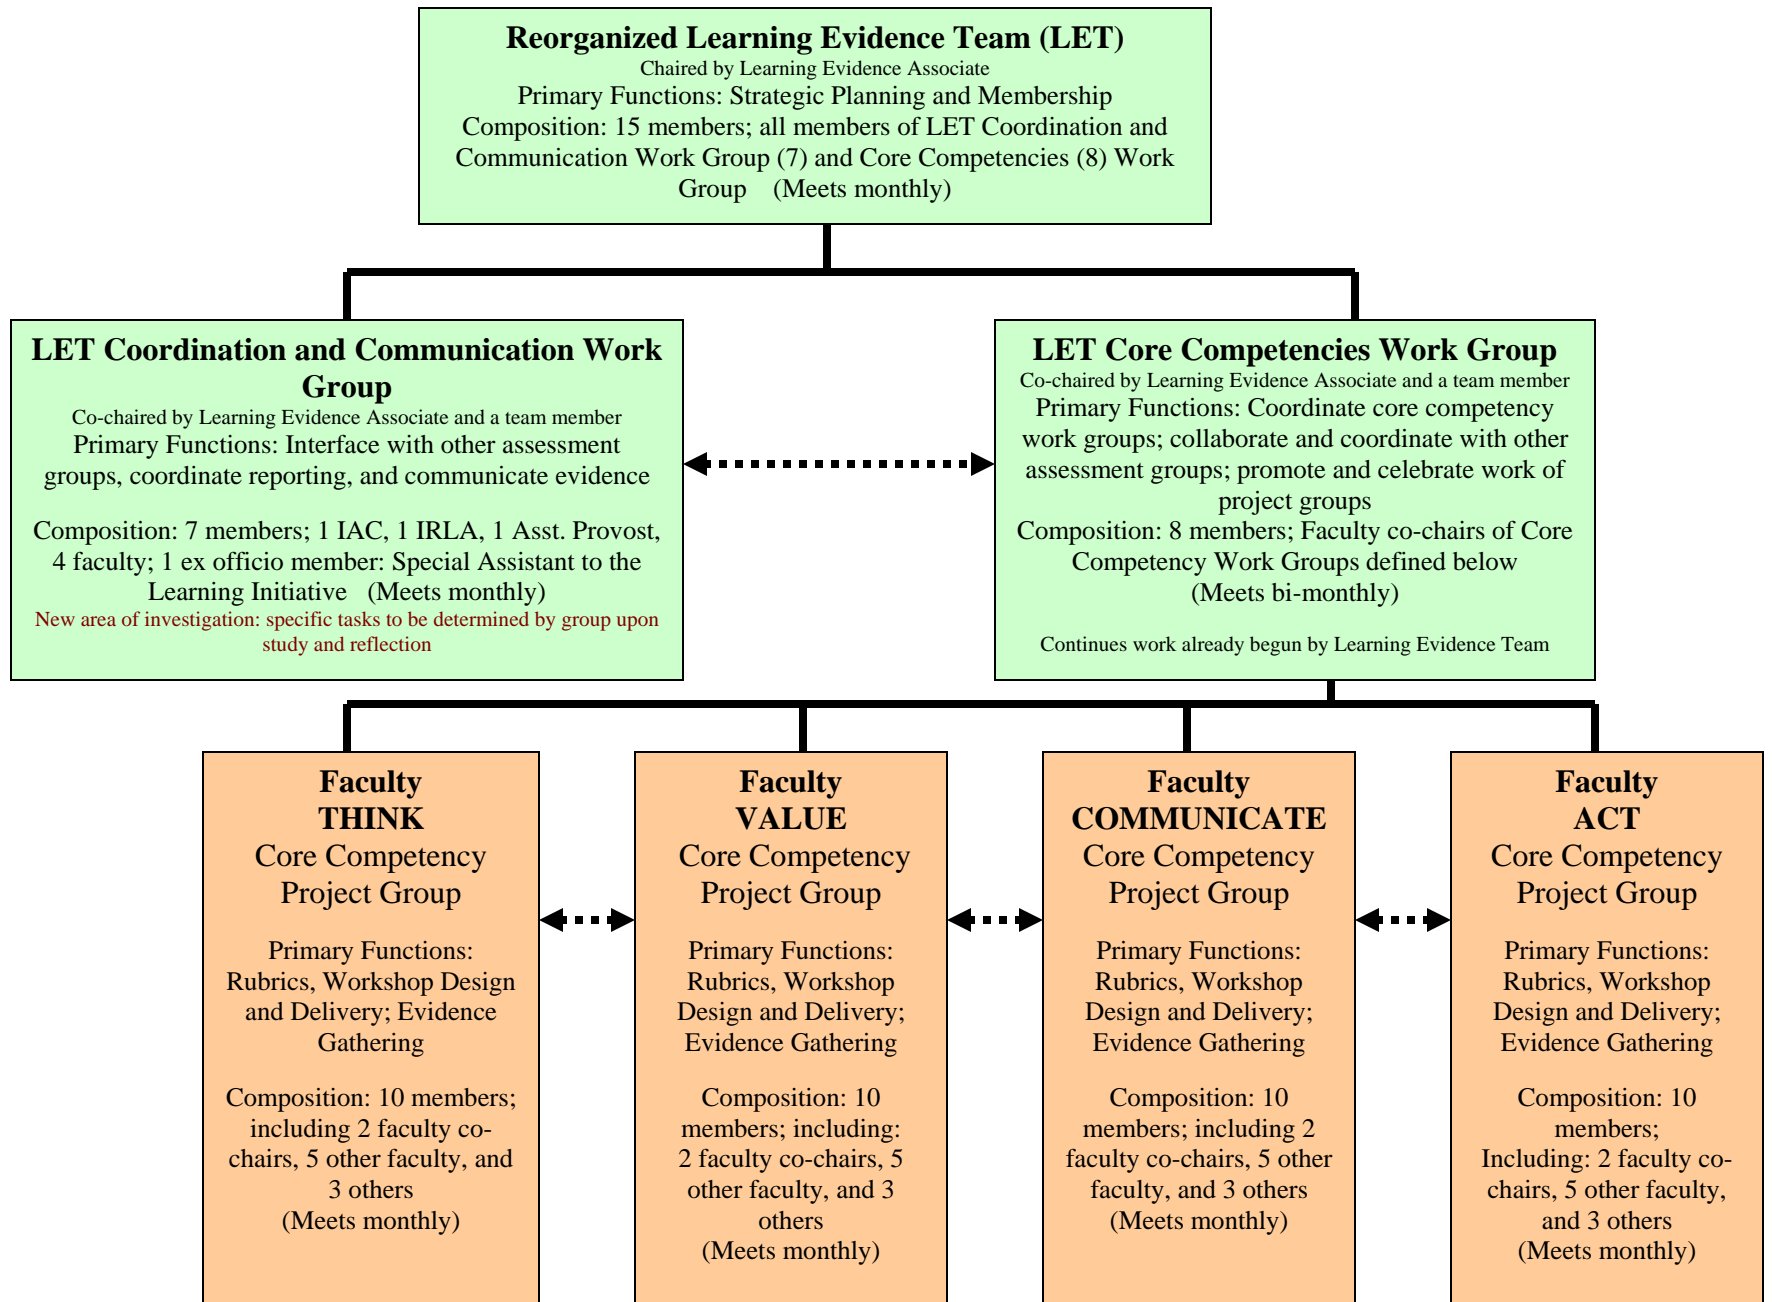 Reorganized Learning Evidence Team (LET)
Chaired by Learning Evidence Associate
Primary Functions: Strategic Planning and Membership
Composition: 15 members; all members of LET Coordination and
Communication Work Group (7) and Core Competencies (8) Work
Group (Meets monthly)
LET Coordination and Communication Work
Group
Co-chaired by Learning Evidence Associate and a team member
Primary Functions: Interface with other assessment
groups, coordinate reporting, and communicate evidence
Composition: 7 members; 1 IAC, 1 IRLA, 1 Asst. Provost,
4 faculty; 1 ex officio member: Special Assistant to the
Learning Initiative (Meets monthly)
New area of investigation: specific tasks to be determined by group upon
study and reflection
LET Core Competencies Work Group
Co-chaired by Learning Evidence Associate and a team member
Primary Functions: Coordinate core competency
work groups; collaborate and coordinate with other
assessment groups; promote and celebrate work of
project groups
Composition: 8 members; Faculty co-chairs of Core
Competency Work Groups defined below
(Meets bi-monthly)
Continues work already begun by Learning Evidence Team
Faculty
THINK
Core Competency
Project Group
Primary Functions:
Rubrics, Workshop Design
and Delivery; Evidence
Gathering
Composition: 10 members;
including 2 faculty co-
chairs, 5 other faculty, and
3 others
(Meets monthly)
Faculty
VALUE
Core Competency
Project Group
Primary Functions:
Rubrics, Workshop
Design and Delivery;
Evidence Gathering
Composition: 10
members; including:
2 faculty co-chairs, 5
other faculty, and 3
others
(Meets monthly)
Faculty
COMMUNICATE
Core Competency
Project Group
Primary Functions:
Rubrics, Workshop
Design and Delivery;
Evidence Gathering
Composition: 10
members; including 2
faculty co-chairs, 5 other
faculty, and 3 others
(Meets monthly)
Faculty
ACT
Core Competency
Project Group
Primary Functions:
Rubrics, Workshop
Design and Delivery;
Evidence Gathering
Composition: 10
members;
Including: 2 faculty co-
chairs, 5 other faculty,
and 3 others
(Meets monthly)